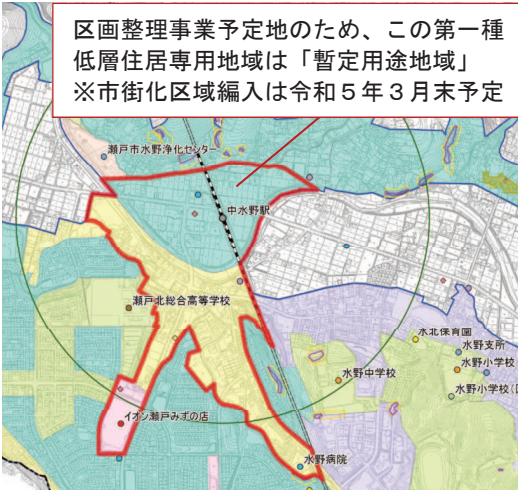 区画整理事業予定地のため、この第一種
低層住居専用地域は「暫定用途地域」
※市街化区域編入は令和５年３月末予定
瀬戸市水野浄化センター
中水野駅
瀬戸北総合高等学校
水北保育園
水野支所
水野小学校
水野中学校
水野小学校(
イオン瀬戸みずの店
水野病院